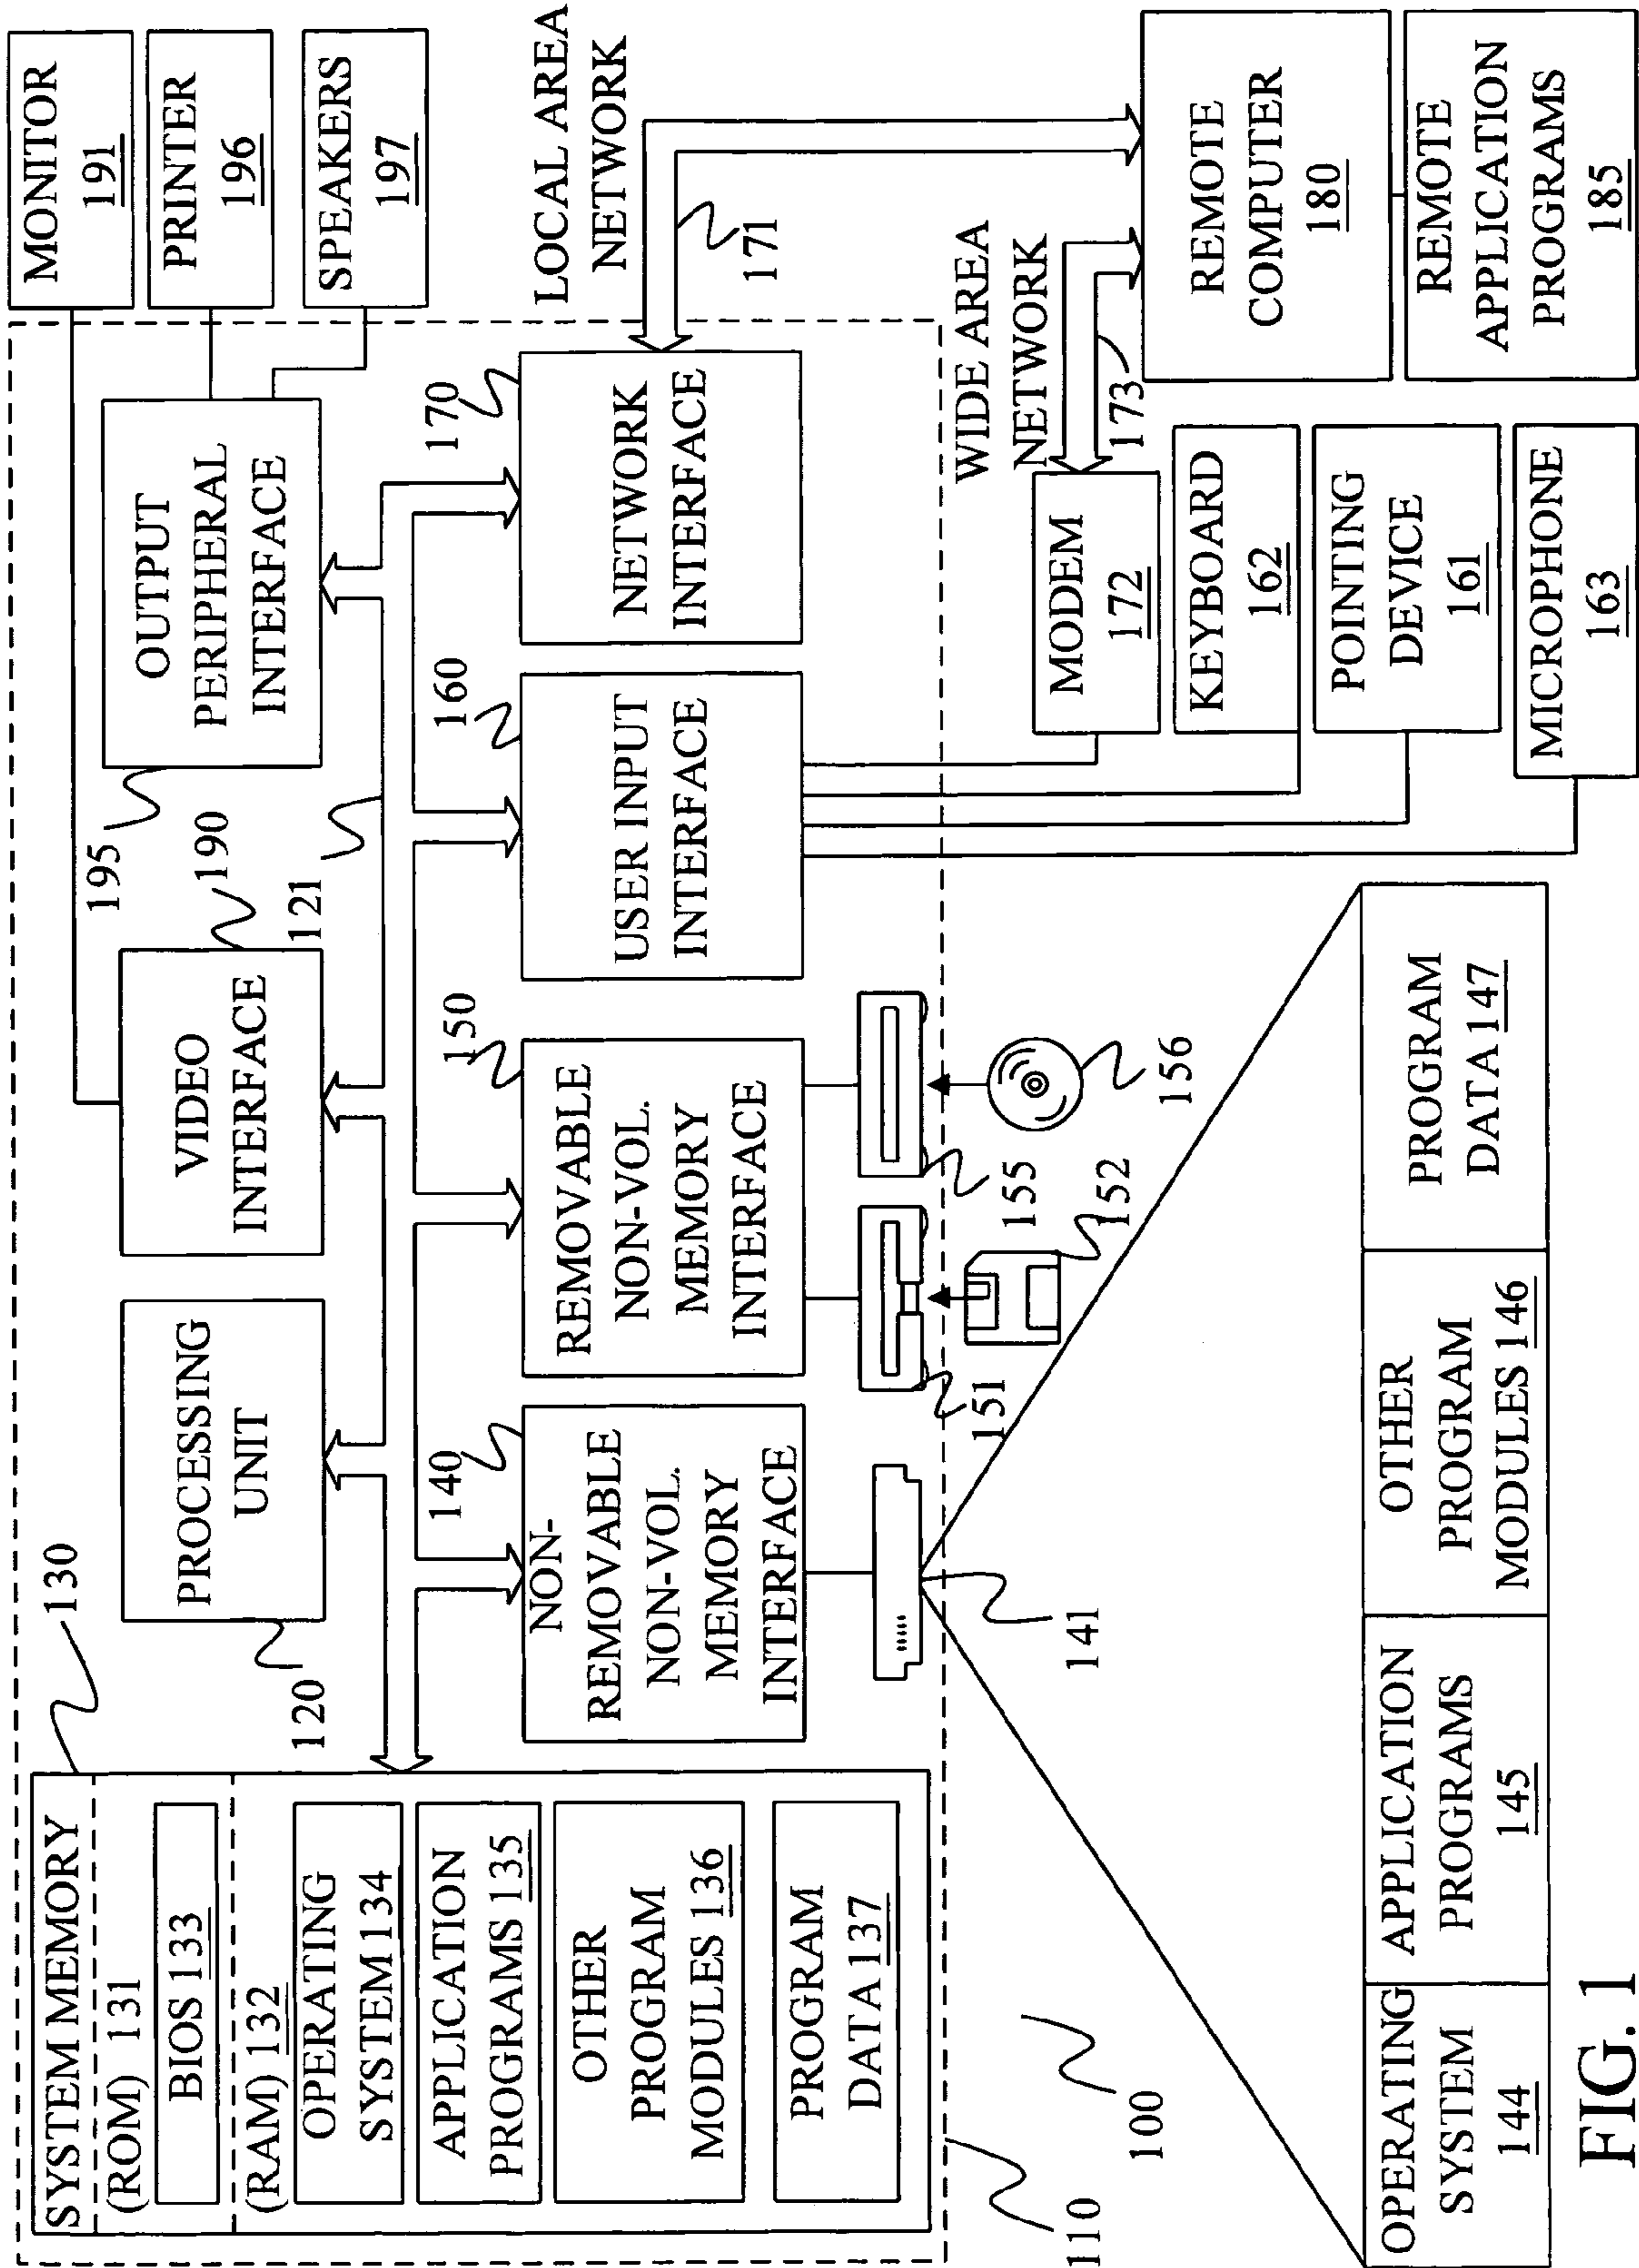 SYSTEM MEMORY
(ROM) 131
BIOS 133
(RAM) 132
OPERATING
SYSTEM 134
APPLICATION
PROGRAMS 135
OTHER
PROGRAM
MODULES 136
PROGRAM
DATA 137
130
120
PROCESSING
UNIT
VIDEO
INTERFACE
190
195
121
OUTPUT
PERIPHERAL
INTERFACE
MONITOR
191
PRINTER
196
SPEAKERS
197
140
NON-
REMOVABLE
NON-VOL.
MEMORY
INTERFACE
150
REMOVABLE
NON-VOL.
MEMORY
INTERFACE
160
USER INPUT
INTERFACE
170
NETWORK
INTERFACE
LOCAL AREA
NETWORK
171
141
151
152
155
156
WIDE AREA
NETWORK
173
MODEM
172
KEYBOARD
162
POINTING
DEVICE
161
MICROPHONE
163
REMOTE
COMPUTER
180
REMOTE
APPLICATION
PROGRAMS
185
110
100
OPERATING
SYSTEM
144
APPLICATION
PROGRAMS
145
OTHER
PROGRAM
MODULES 146
PROGRAM
DATA 147
FIG. 1